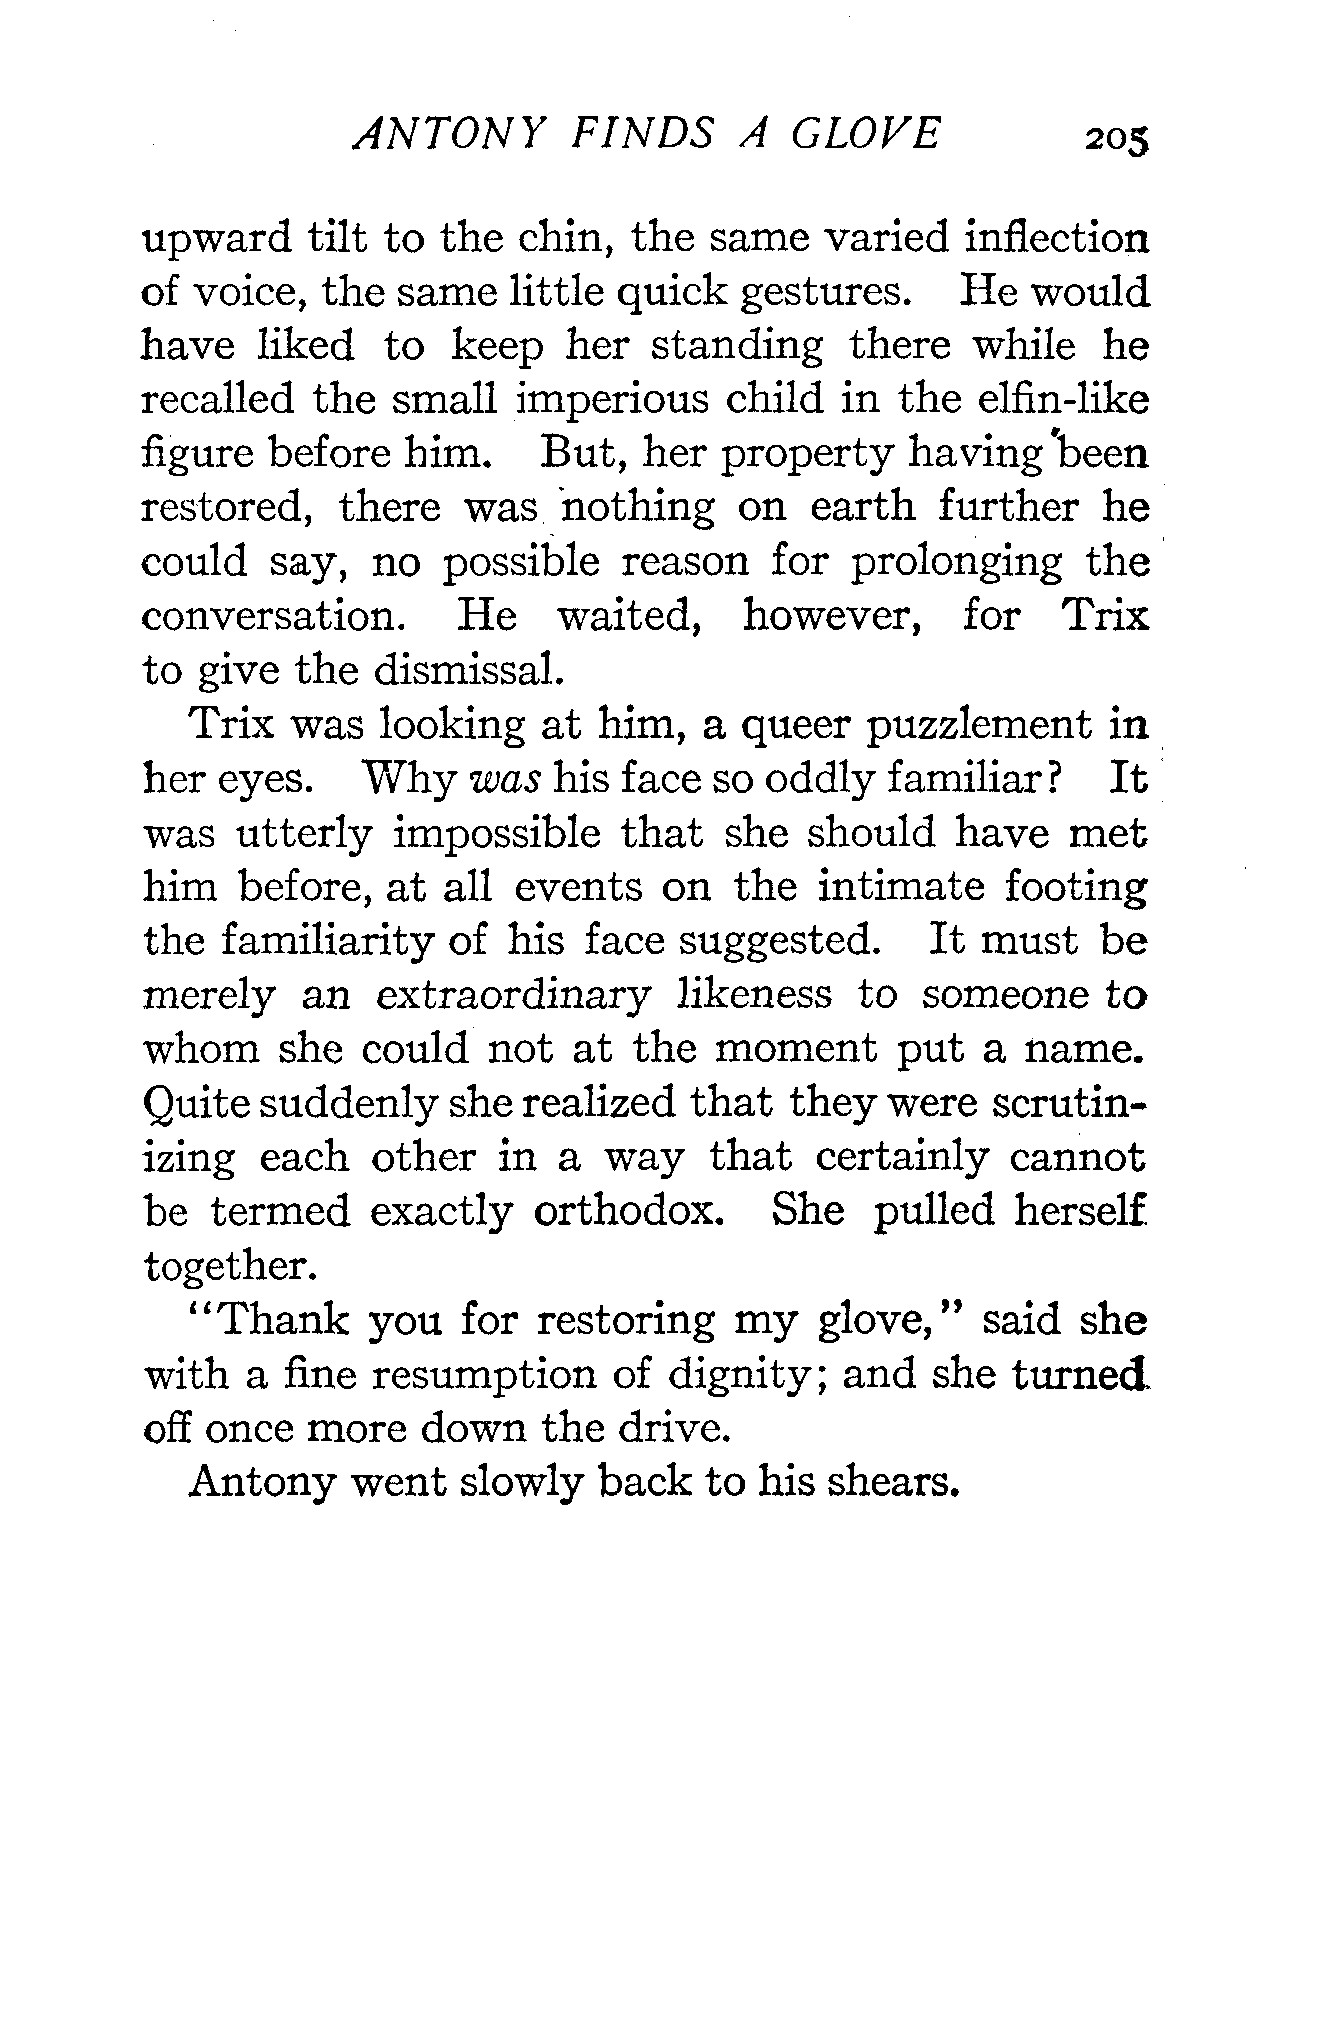 ANTONY FINDS A GLOVE 205
upward tilt to the chin, the same varied inflection
of voice, the same little quick gestures. He would
have liked to keep her standing there while he
recalled the small imperious child in the elfin-like
figure before him. But, her property having been
restored, there was nothing on earth further he
could say, no possible reason for prolonging the
conversation. He waited, however, for Trix
to give the dismissal.
Trix was looking at him, a queer puzzlement in
her eyes. Why was his face so oddly familiar? It
was utterly impossible that she should have met
him before, at all events on the intimate footing
the familiarity of his face suggested. It must be
merely an extraordinary likeness to someone to
whom she could not at the moment put a name.
Quite suddenly she realized that they were scrutin-
izing each other in a way that certainly cannot
be termed exactly orthodox. She pulled herself
together.
"Thank you for restoring my glove," said she
with a fine resumption of dignity; and she turned
off once more down the drive.
Antony went slowly back to his shears.